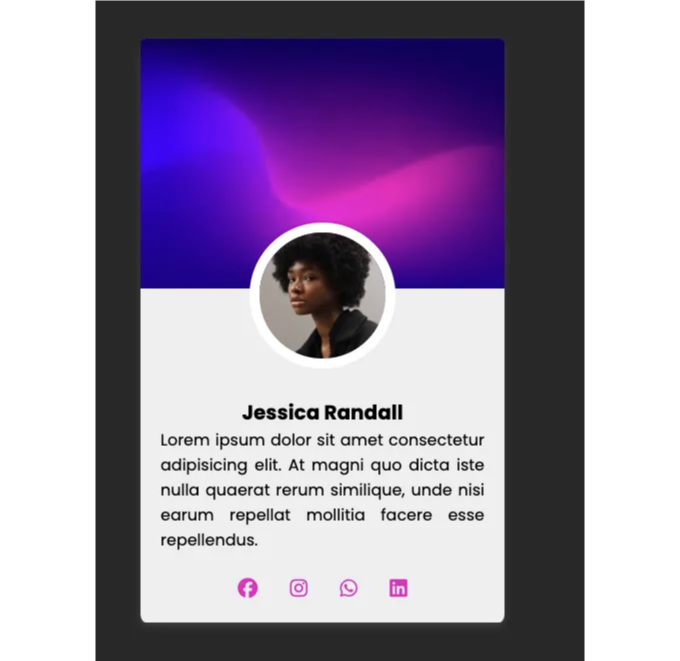 Jessica Randall
Lorem ipsum dolor sit amet consectetur
adipisicing elit. At magni quo dicta iste
nulla quaerat rerum similique, unde nisi
earum repellat mollitia facere esse
repellendus.